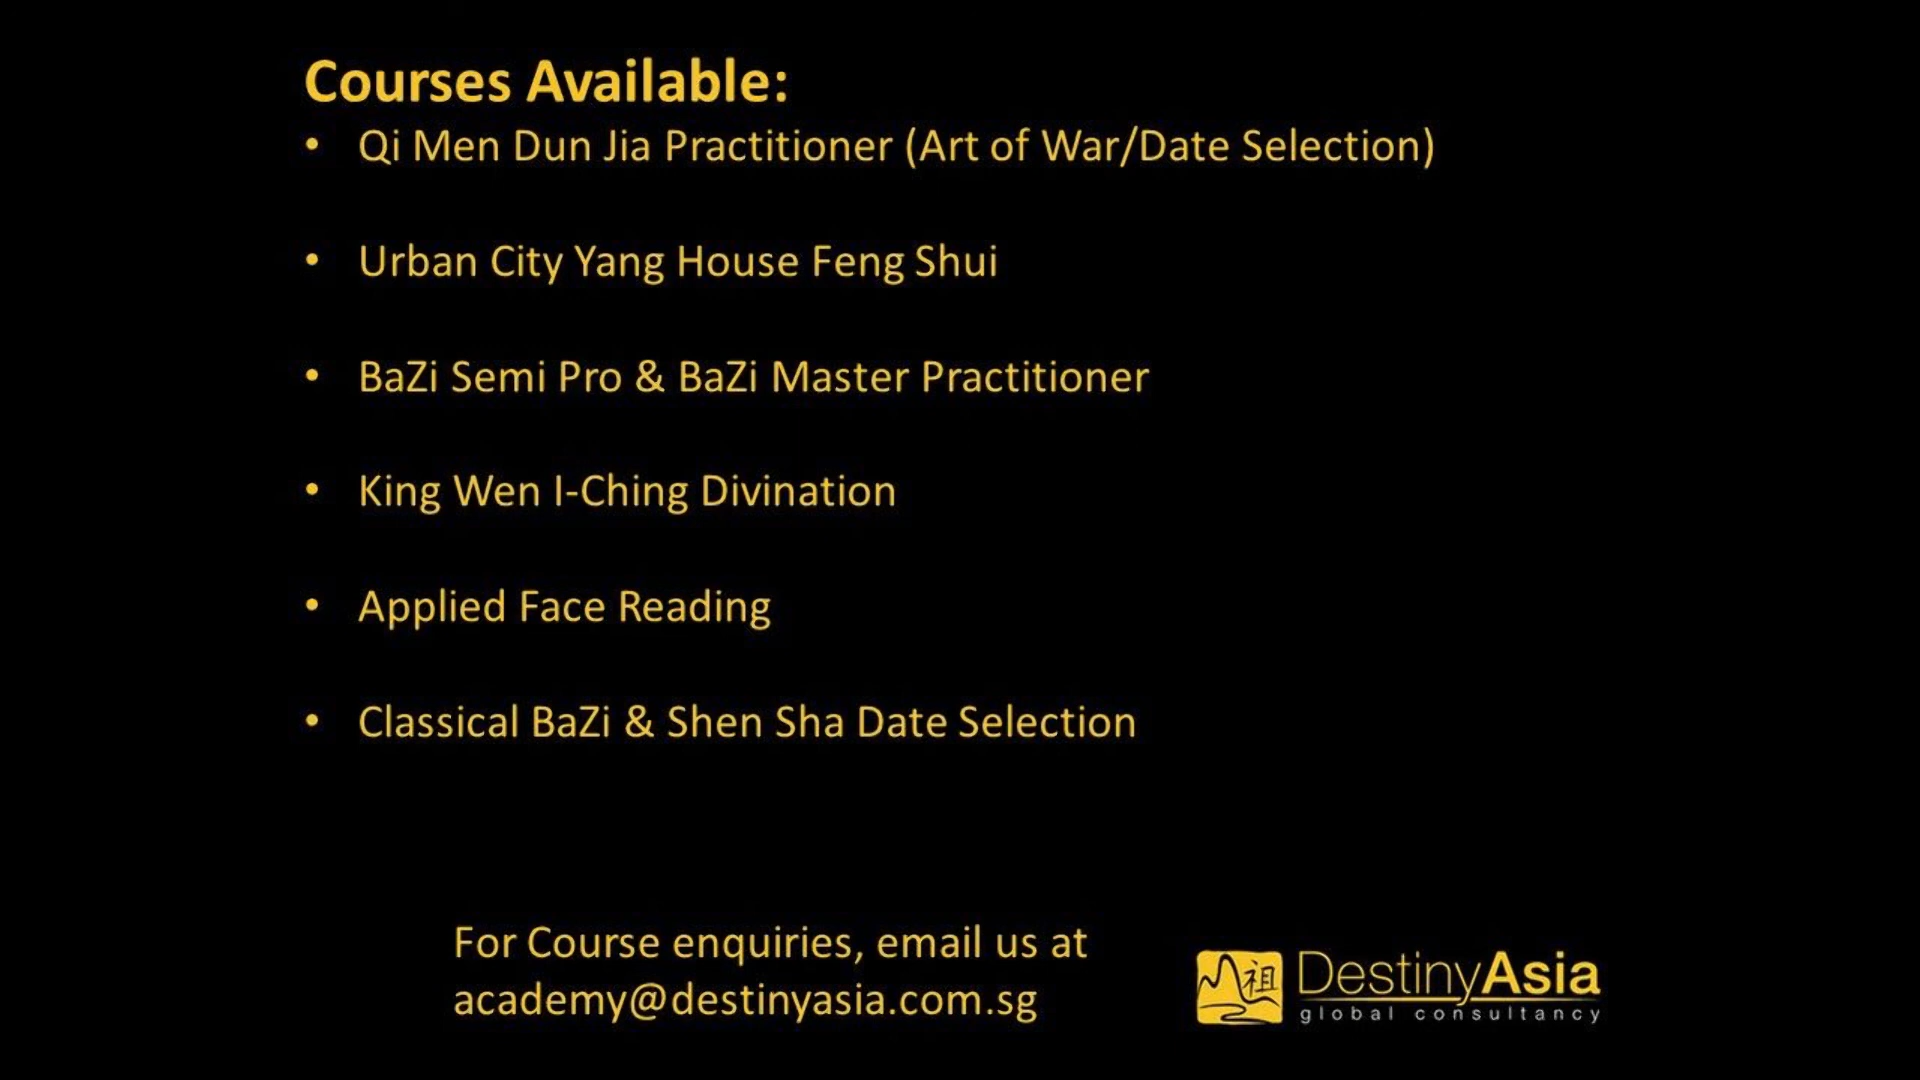 Courses Available:
• Qi Men Dun Jia Practitioner (Art of War/Date Selection)
• Urban City Yang House Feng Shui
• BaZi Semi Pro & BaZi Master Practitioner
• King Wen I-Ching Divination
• Applied Face Reading
• Classical BaZi & Shen Sha Date Selection
For Course enquiries, email us at
academy@destinyasia.com.sg
祖 DestinyAsia
global consultancy